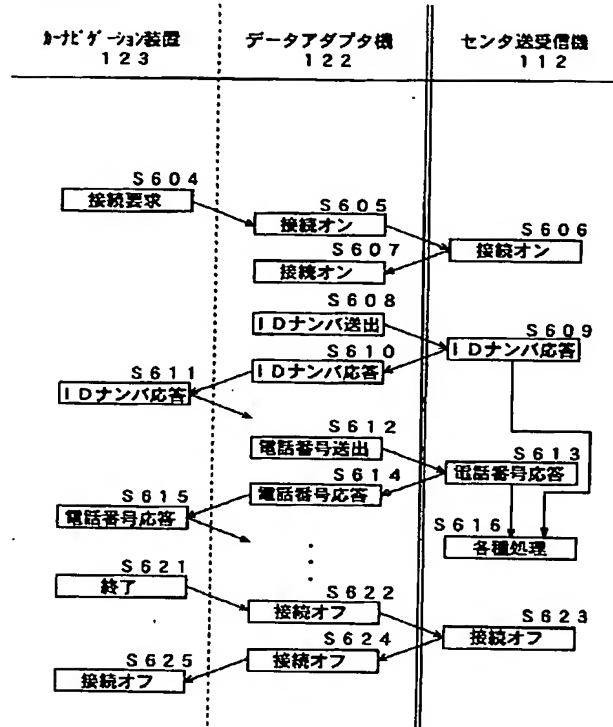 カーナビゲーション装置
123
データアダプタ機
122
センタ送受信機
112
S604
接続要求
S605
接続オン
S606
接続オン
S607
接続オン
S608
IDナンバ送出
S609
IDナンバ応答
S610
IDナンバ応答
S611
IDナンバ応答
S612
電話番号送出
S613
電話番号応答
S614
電話番号応答
S615
電話番号応答
S616
各種処理
S621
終了
S622
接続オフ
S623
接続オフ
S624
接続オフ
S625
接続オフ